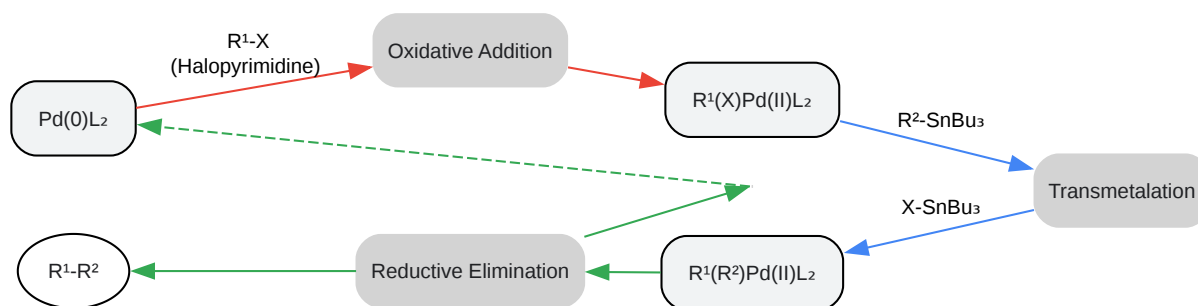 R¹-X
(Halopyrimidine)
Oxidative Addition
Pd(0)L₂
R¹(X)Pd(II)L₂
R²-SnBu₃
Transmetalation
X-SnBu₃
R¹-R²
Reductive Elimination
R¹(R²)Pd(II)L₂